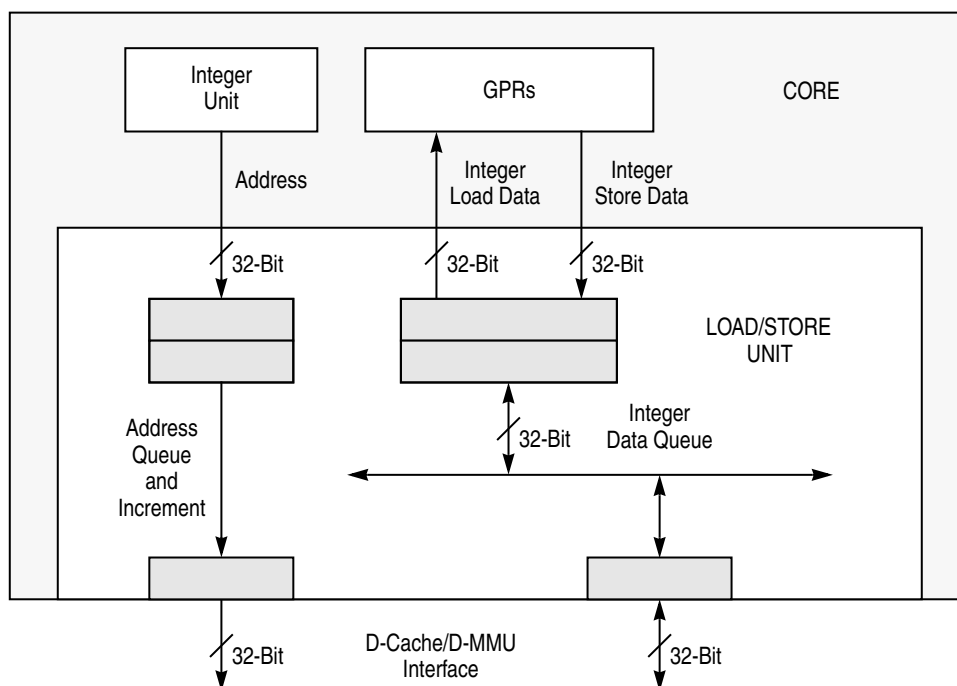 Integer
Unit
GPRs
CORE
Address
Integer
Load Data
Integer
Store Data
32-Bit
32-Bit
32-Bit
LOAD/STORE
UNIT
Address
Queue
and
Increment
32-Bit
Integer
Data Queue
32-Bit
D-Cache/D-MMU
Interface
32-Bit